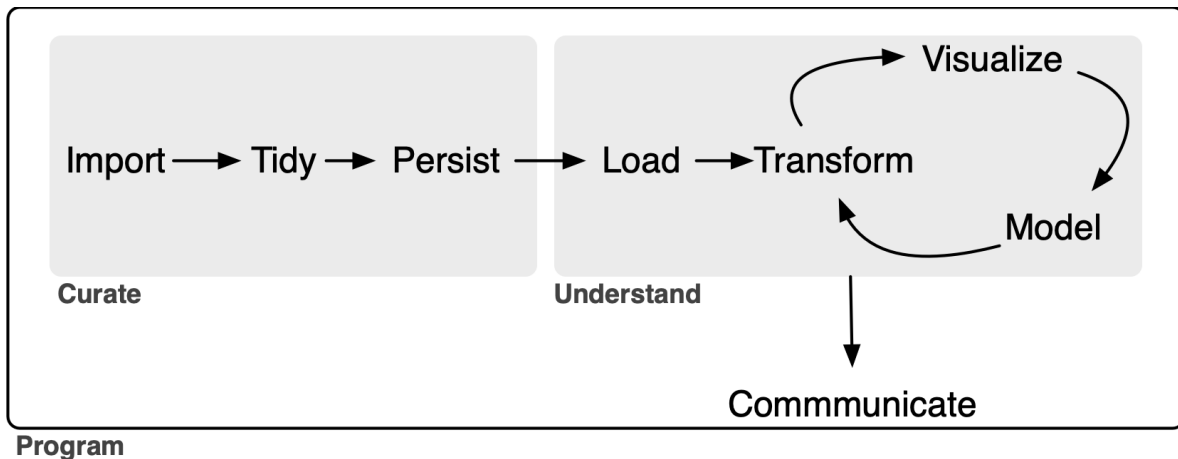 Visualize
Import Tidy Persist Load Transform
Model
Curate Understand
Commmunicate
Program